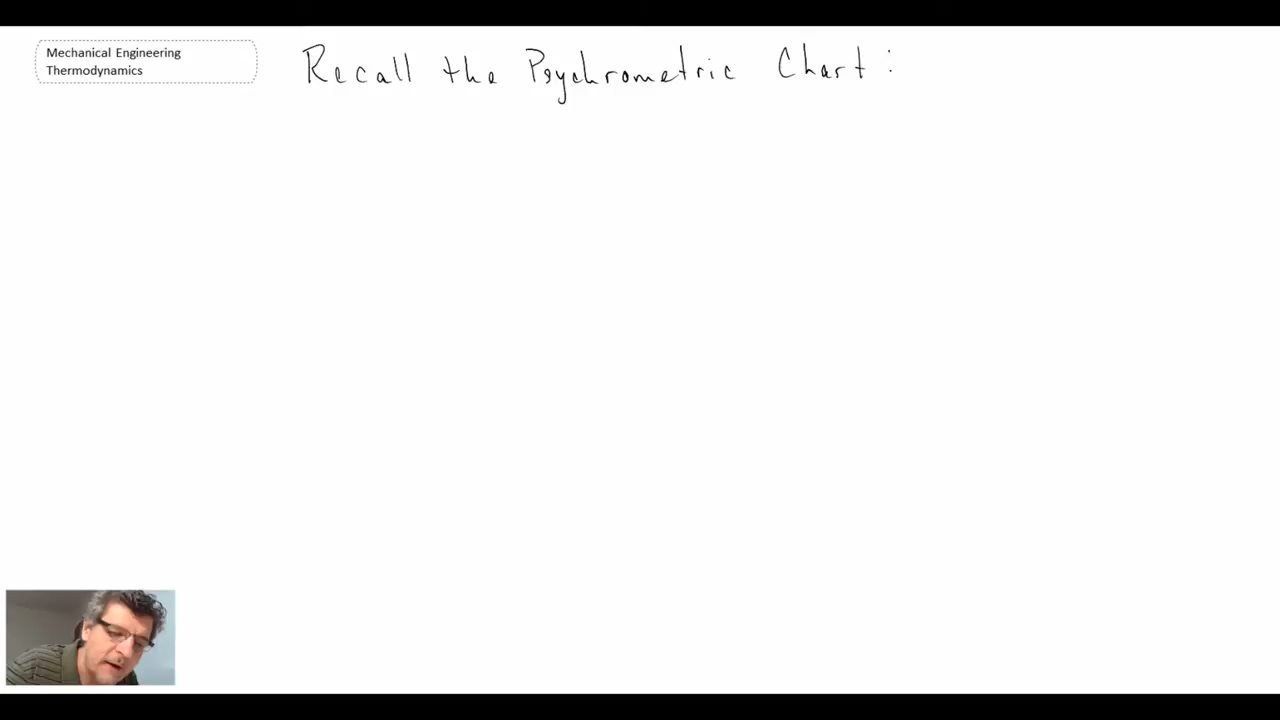 Mechanical Engineering
Thermodynamics
Recall the Psychrometric Chart :